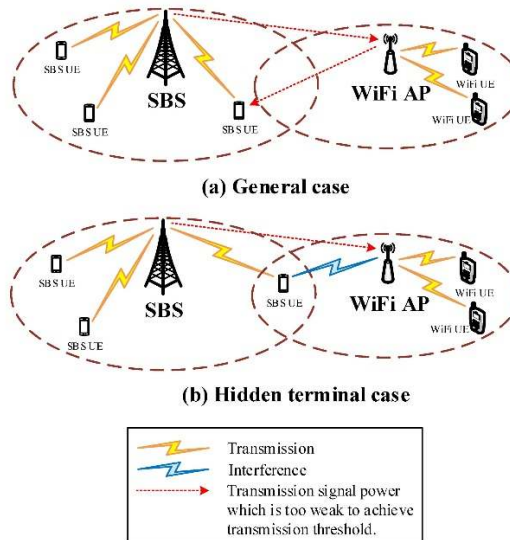 SBS UE
SBS UE
SBS
SBS UE
WiFi AP
WiFi UE
WiFi UE
(a) General case
SBS UE
SBS UE
SBS
SBS UE
WiFi AP
WiFi UE
WiFi UE
(b) Hidden terminal case
Transmission
Interference
Transmission signal power
which is too weak to achieve
transmission threshold.